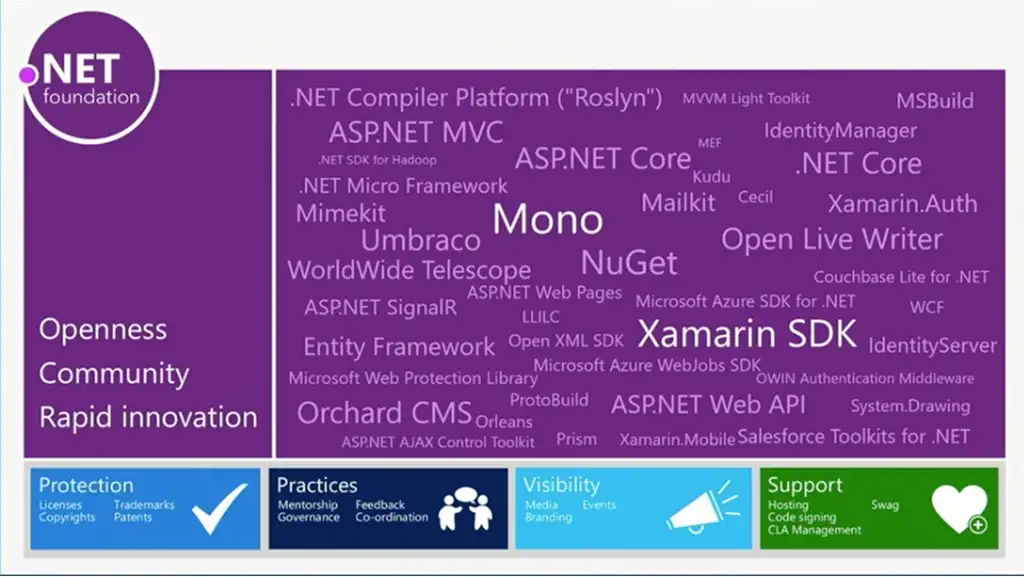 .NET
foundation
Openness
Community
Rapid innovation
.NET Compiler Platform ("Roslyn")
MVVM Light Toolkit
MSBuild
ASP.NET MVC
IdentityManager
MEF
.NET SDK for Hadoop
ASP.NET Core
.NET Core
Kudu
.NET Micro Framework
Mimekit
Mono
Mailkit
Cecil
Xamarin.Auth
Umbraco
Open Live Writer
WorldWide Telescope
NuGet
Couchbase Lite for .NET
ASP.NET SignalR
ASP.NET Web Pages
Microsoft Azure SDK for .NET
WCF
LLILC
Entity Framework
Open XML SDK
Xamarin SDK
IdentityServer
Microsoft Azure WebJobs SDK
Microsoft Web Protection Library
OWIN Authentication Middleware
ProtoBuild
Orchard CMS
Orleans
ASP.NET Web API
System.Drawing
ASP.NET AJAX Control Toolkit
Prism
Xamarin.Mobile
Salesforce Toolkits for .NET
Protection
Licenses Trademarks
Copyrights Patents
Practices
Mentorship Feedback
Governance Co-ordination
Visibility
Media Events
Branding
Support
Hosting Swag
Code signing
CLA Management